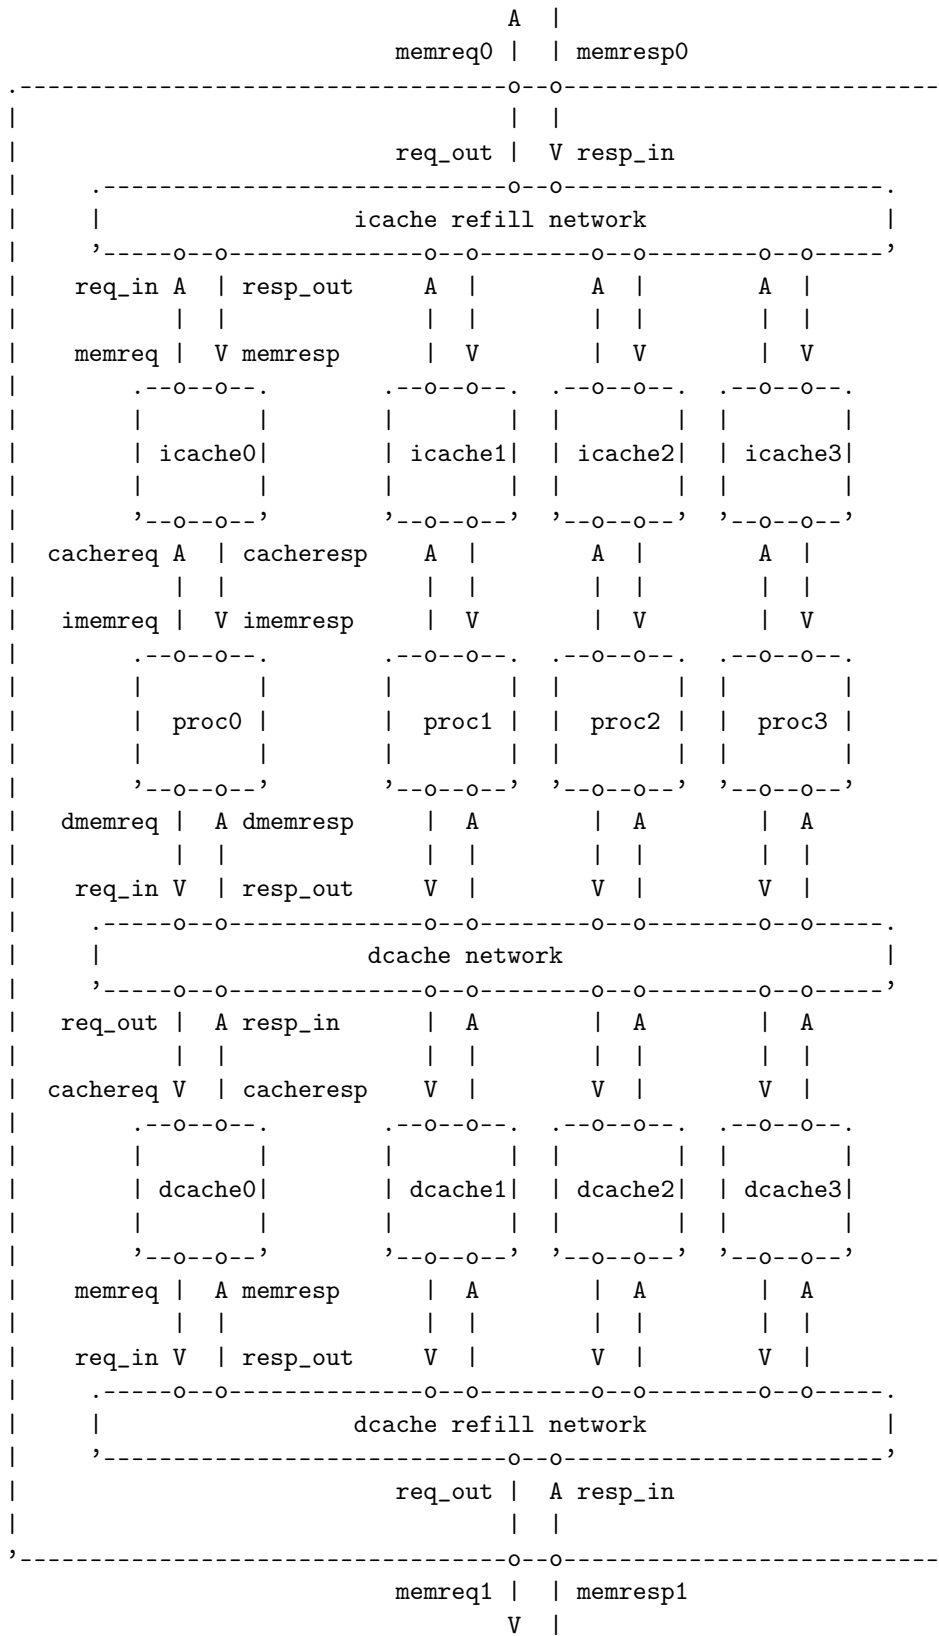 memreq0 memresp0
req_out resp_in
icache refill network
req_in resp_out
memreq memresp
icache0 icache1 icache2 icache3
cachereq cacheresp
imemreq imemresp
proc0 proc1 proc2 proc3
dmemreq dmemresp
req_in resp_out
dcache network
req_out resp_in
cachereq cacheresp
dcache0 dcache1 dcache2 dcache3
memreq memresp
req_in resp_out
dcache refill network
req_out resp_in
memreq1 memresp1